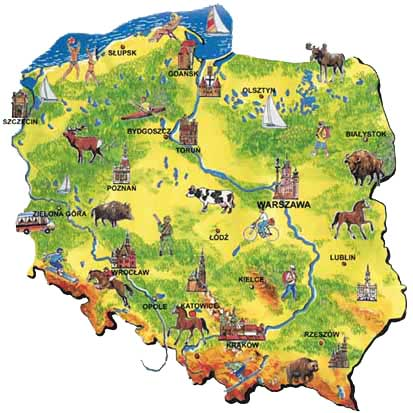 SŁUPSK
GDAŃSK
OLSZTYN
SZCZECIN
BYDGOSZCZ
TORUŃ
BIAŁYSTOK
POZNAŃ
WARSZAWA
ZIELONA GÓRA
ŁÓDŹ
LUBLIN
WROCŁAW
KIELCE
OPOLE
KATOWICE
RZESZÓW
KRAKÓW